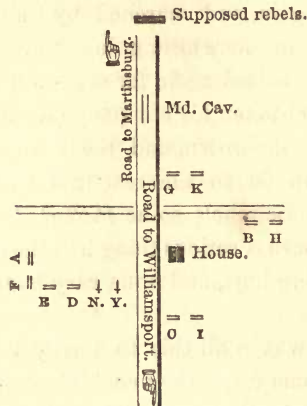 Supposed rebels.
Road to Martinsburg.
Md. Cav.
G K
B H
Road to Williamsport.
House.
F A
E D N. Y.
C I